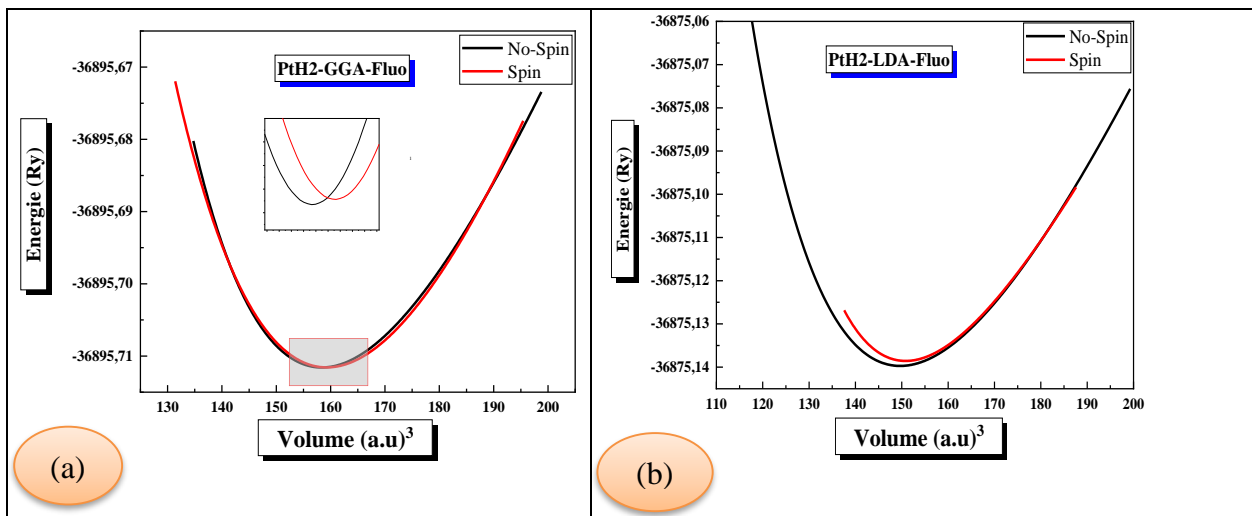 PtH2-GGA-Fluo
No-Spin
Spin
Energie (Ry)
-36895,67
-36895,68
-36895,69
-36895,70
-36895,71
130 140 150 160 170 180 190 200
Volume (a.u)³
(a)
PtH2-LDA-Fluo
No-Spin
Spin
Energie (Ry)
-36875,06
-36875,07
-36875,08
-36875,09
-36875,10
-36875,11
-36875,12
-36875,13
-36875,14
110 120 130 140 150 160 170 180 190 200
Volume (a.u)³
(b)